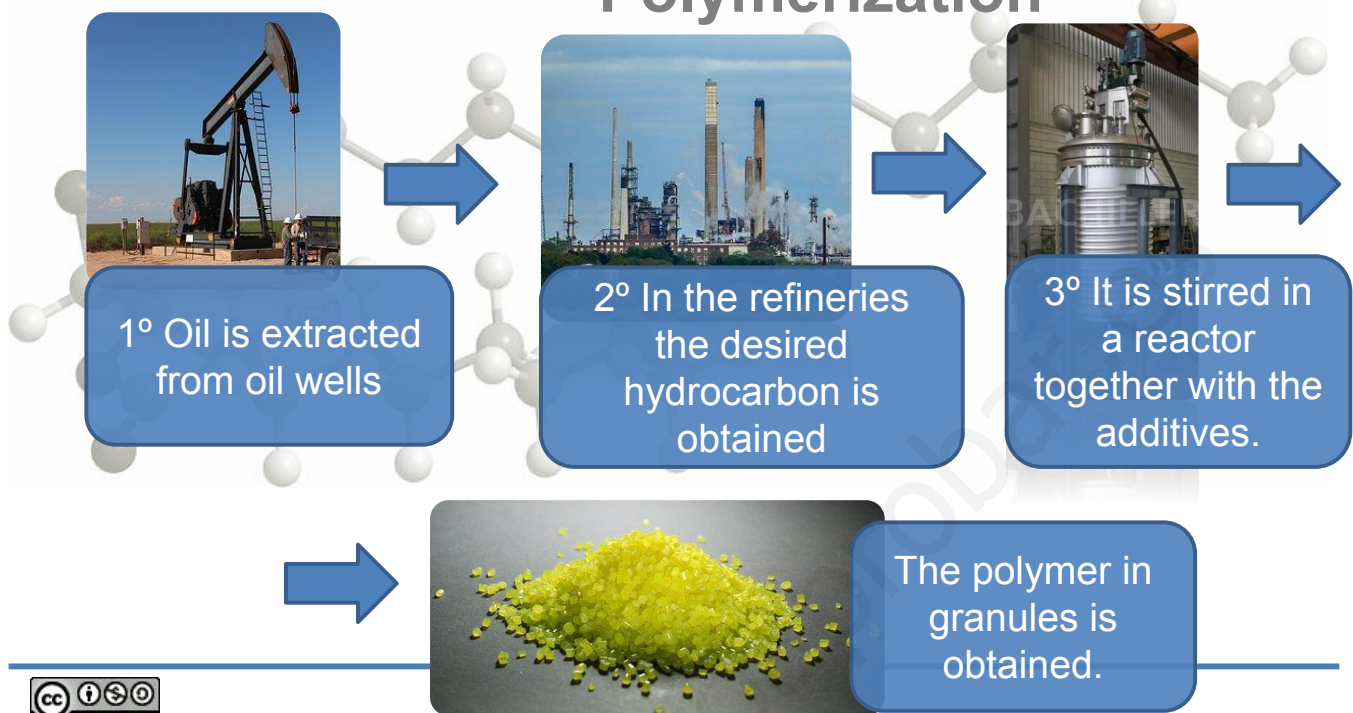 Polymerization
1º Oil is extracted
from oil wells
2º In the refineries
the desired
hydrocarbon is
obtained
3º It is stirred in
a reactor
together with the
additives.
The polymer in
granules is
obtained.
cc